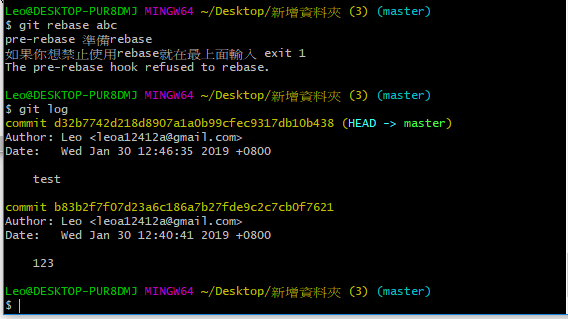 Leo@DESKTOP-PUR8DMJ MINGW64 ~/Desktop/新增資料夾 (3) (master)
$ git rebase abc
pre-rebase 準備rebase
如果你想禁止使用rebase就在最上面輸入 exit 1
The pre-rebase hook refused to rebase.

Leo@DESKTOP-PUR8DMJ MINGW64 ~/Desktop/新增資料夾 (3) (master)
$ git log
commit d32b7742d218d8907a1a0b99cfec9317db10b438 (HEAD -> master)
Author: Leo <leoa12412a@gmail.com>
Date:   Wed Jan 30 12:46:35 2019 +0800

    test

commit b83b2f7f07d23a6c186a7b27fde9c2c7cb0f7621
Author: Leo <leoa12412a@gmail.com>
Date:   Wed Jan 30 12:40:41 2019 +0800

    123

Leo@DESKTOP-PUR8DMJ MINGW64 ~/Desktop/新增資料夾 (3) (master)
$